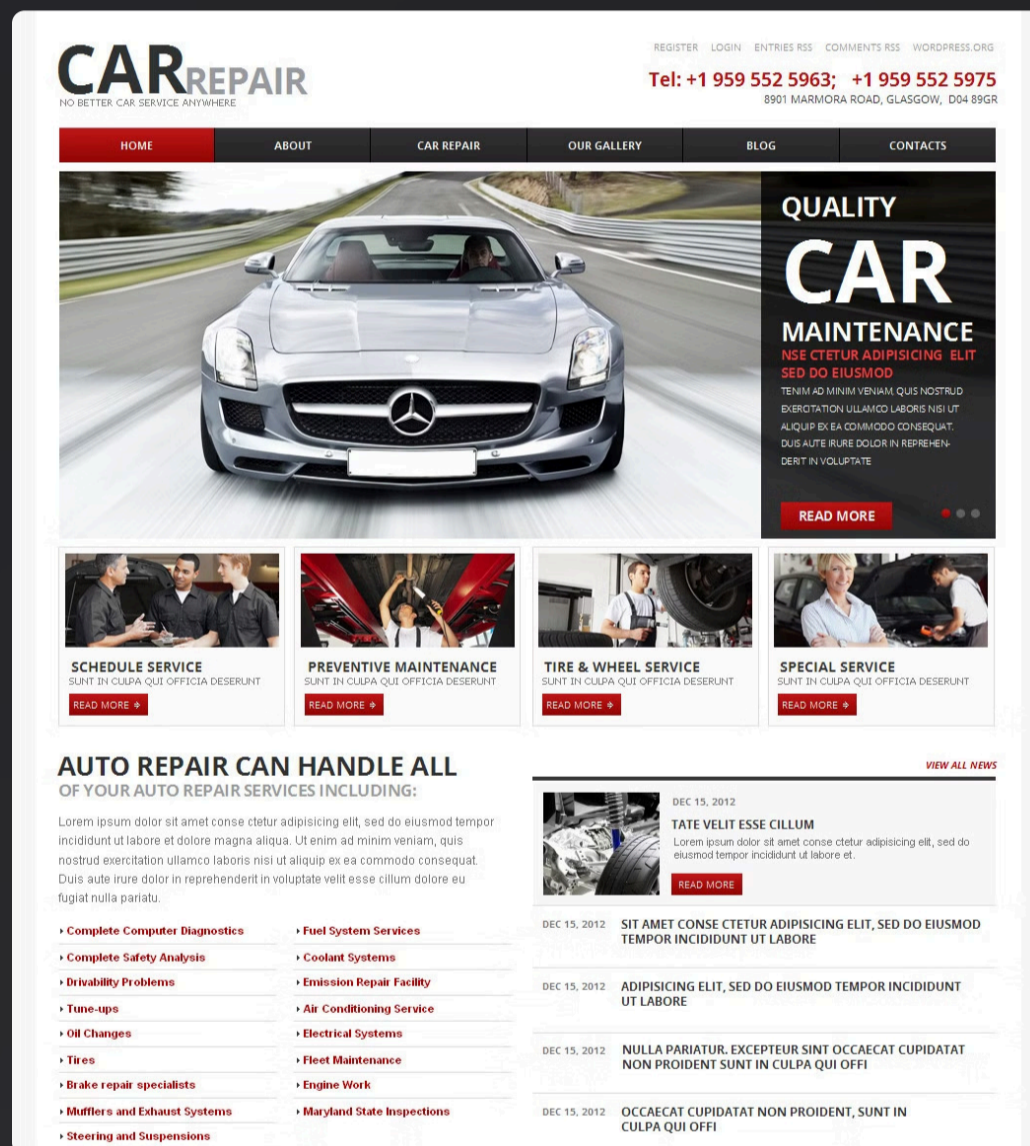 REGISTER LOGIN ENTRIES RSS COMMENTS RSS WORDPRESS.ORG
CAR REPAIR
NO BETTER CAR SERVICE ANYWHERE
Tel: +1 959 552 5963; +1 959 552 5975
8901 MARMORA ROAD, GLASGOW, D04 89GR
HOME ABOUT CAR REPAIR OUR GALLERY BLOG CONTACTS
QUALITY
CAR
MAINTENANCE
NSE CTETUR ADIPISICING ELIT
SED DO EIUSMOD
TENIM AD MINIM VENIAM, QUIS NOSTRUD
EXERCITATION ULLAMCO LABORIS NISI UT
ALIQUIP EX EA COMMODO CONSEQUAT.
DUIS AUTE IRURE DOLOR IN REPREHEN-
DERIT IN VOLUPTATE
READ MORE
SCHEDULE SERVICE
SUNT IN CULPA QUI OFFICIA DESERUNT
READ MORE
PREVENTIVE MAINTENANCE
SUNT IN CULPA QUI OFFICIA DESERUNT
READ MORE
TIRE & WHEEL SERVICE
SUNT IN CULPA QUI OFFICIA DESERUNT
READ MORE
SPECIAL SERVICE
SUNT IN CULPA QUI OFFICIA DESERUNT
READ MORE
AUTO REPAIR CAN HANDLE ALL
OF YOUR AUTO REPAIR SERVICES INCLUDING:
Lorem ipsum dolor sit amet conse ctetur adipisicing elit, sed do eiusmod tempor
incididunt ut labore et dolore magna aliqua. Ut enim ad minim veniam, quis
nostrud exercitation ullamco laboris nisi ut aliquip ex ea commodo consequat.
Duis aute irure dolor in reprehenderit in voluptate velit esse cillum dolore eu
fugiat nulla pariatu.
Complete Computer Diagnostics
Complete Safety Analysis
Drivability Problems
Tune-ups
Oil Changes
Tires
Brake repair specialists
Mufflers and Exhaust Systems
Steering and Suspensions
Fuel System Services
Coolant Systems
Emission Repair Facility
Air Conditioning Service
Electrical Systems
Fleet Maintenance
Engine Work
Maryland State Inspections
VIEW ALL NEWS
DEC 15, 2012
TATE VELIT ESSE CILLUM
Lorem ipsum dolor sit amet conse ctetur adipisicing elit, sed do
eiusmod tempor incididunt ut labore et.
READ MORE
DEC 15, 2012 SIT AMET CONSE CTETUR ADIPISICING ELIT, SED DO EIUSMOD
TEMPOR INCIDIDUNT UT LABORE
DEC 15, 2012 ADIPISICING ELIT, SED DO EIUSMOD TEMPOR INCIDIDUNT
UT LABORE
DEC 15, 2012 NULLA PARIATUR. EXCEPTEUR SINT OCCAECAT CUPIDATAT
NON PROIDENT SUNT IN CULPA QUI OFFI
DEC 15, 2012 OCCAECAT CUPIDATAT NON PROIDENT, SUNT IN
CULPA QUI OFFI